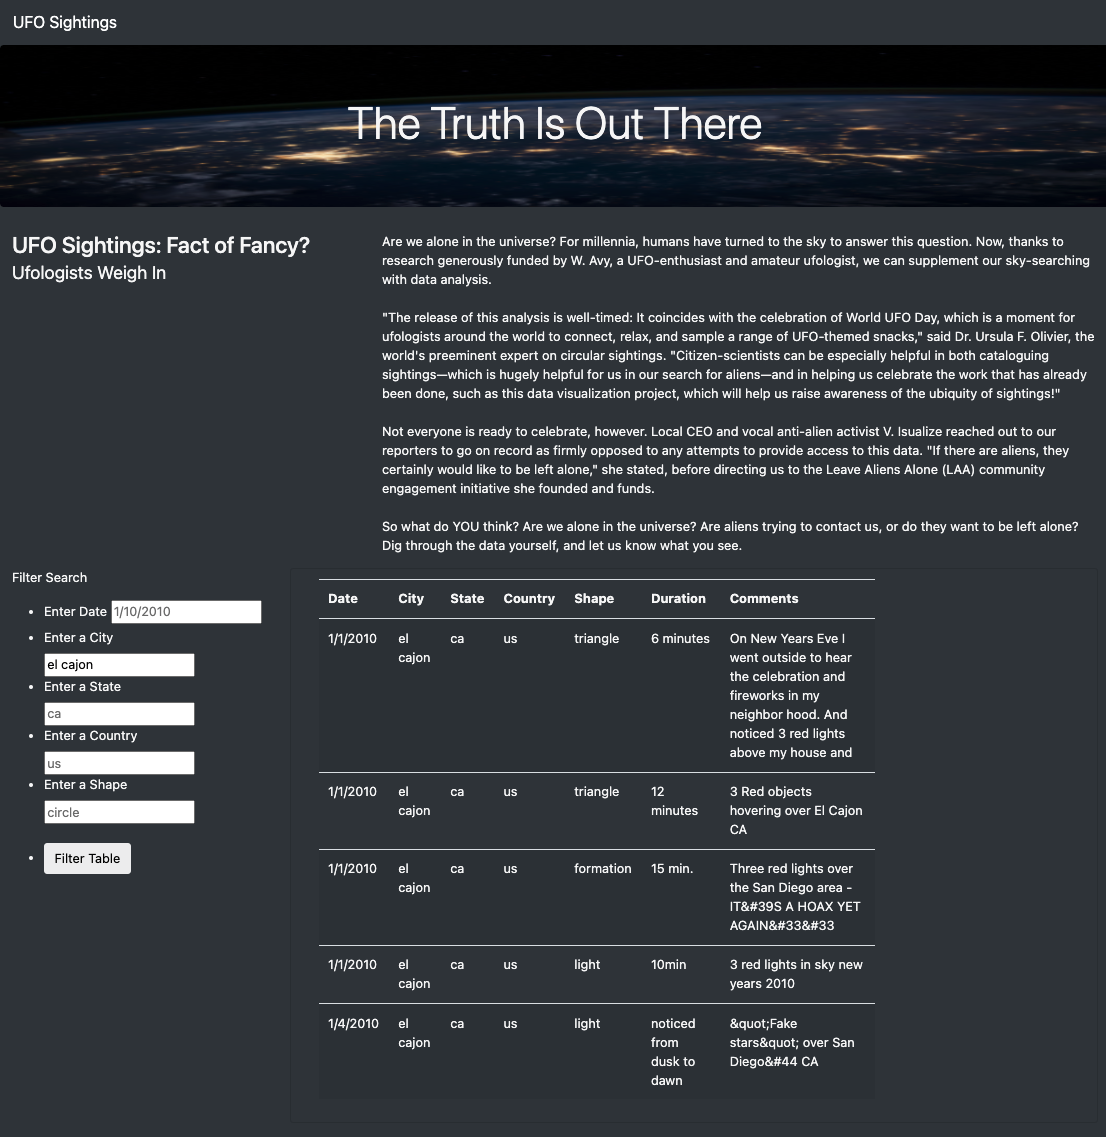 UFO Sightings
The Truth Is Out There
UFO Sightings: Fact of Fancy?
Ufologists Weigh In
Are we alone in the universe? For millennia, humans have turned to the sky to answer this question. Now, thanks to
research generously funded by W. Avy, a UFO-enthusiast and amateur ufologist, we can supplement our sky-searching
with data analysis.
"The release of this analysis is well-timed: It coincides with the celebration of World UFO Day, which is a moment for
ufologists around the world to connect, relax, and sample a range of UFO-themed snacks," said Dr. Ursula F. Olivier, the
world's preeminent expert on circular sightings. "Citizen-scientists can be especially helpful in both cataloguing
sightings—which is hugely helpful for us in our search for aliens—and in helping us celebrate the work that has already
been done, such as this data visualization project, which will help us raise awareness of the ubiquity of sightings!"
Not everyone is ready to celebrate, however. Local CEO and vocal anti-alien activist V. Isualize reached out to our
reporters to go on record as firmly opposed to any attempts to provide access to this data. "If there are aliens, they
certainly would like to be left alone," she stated, before directing us to the Leave Aliens Alone (LAA) community
engagement initiative she founded and funds.
So what do YOU think? Are we alone in the universe? Are aliens trying to contact us, or do they want to be left alone?
Dig through the data yourself, and let us know what you see.
Filter Search
Enter Date 1/10/2010
Enter a City
el cajon
Enter a State
ca
Enter a Country
us
Enter a Shape
circle
Filter Table
Date City State Country Shape Duration Comments
1/1/2010 el ca us triangle 6 minutes On New Years Eve I
cajon went outside to hear
the celebration and
fireworks in my
neighbor hood. And
noticed 3 red lights
above my house and
1/1/2010 el ca us triangle 12 3 Red objects
cajon minutes hovering over El Cajon
CA
1/1/2010 el ca us formation 15 min. Three red lights over
cajon the San Diego area -
IT&#39S A HOAX YET
AGAIN&#33&#33
1/1/2010 el ca us light 10min 3 red lights in sky new
cajon years 2010
1/4/2010 el ca us light noticed &quot;Fake
cajon from stars&quot; over San
dusk to Diego&#44 CA
dawn